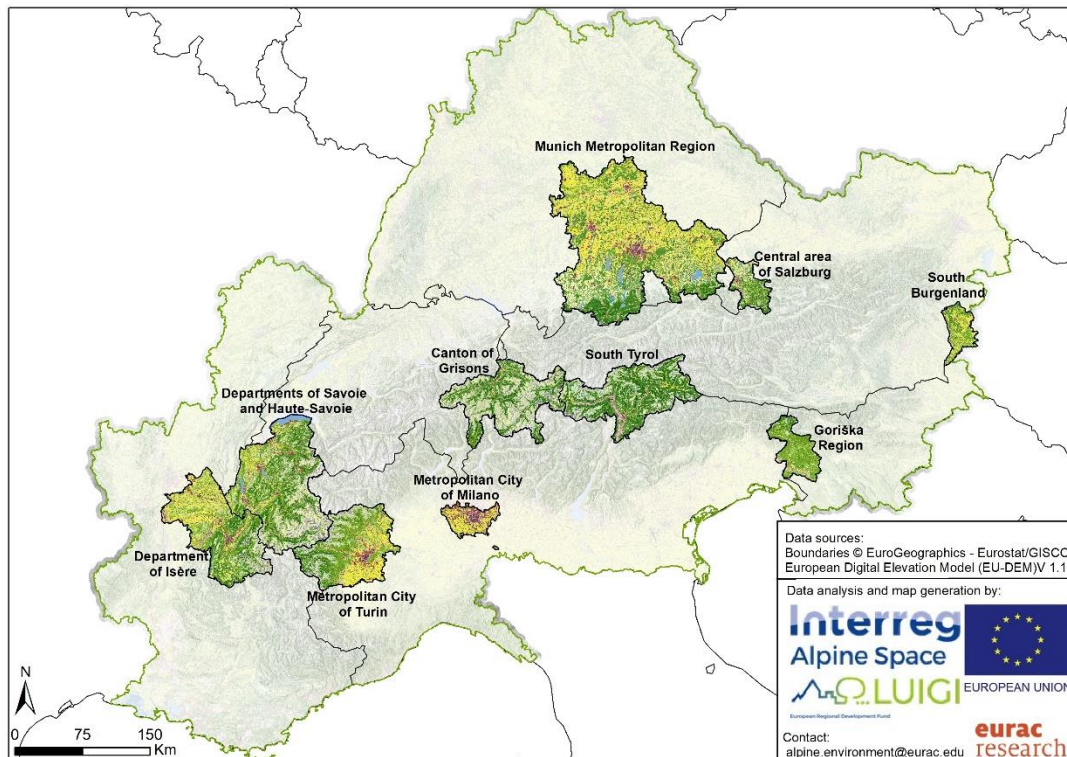 Munich Metropolitan Region
Central area
of Salzburg
South
Burgenland
Canton of
Grisons
South Tyrol
Departments of Savoie
and Haute-Savoie
Goriška
Region
Metropolitan City
of Milano
Department
of Isère
Metropolitan City
of Turin
N
0 75 150
Km
Data sources:
Boundaries © EuroGeographics - Eurostat/GISCO
European Digital Elevation Model (EU-DEM)V 1.1
Data analysis and map generation by:
Interreg
Alpine Space
LUIGI
European Regional Development Fund
EUROPEAN UNION
Contact:
alpine.environment@eurac.edu
eurac
research